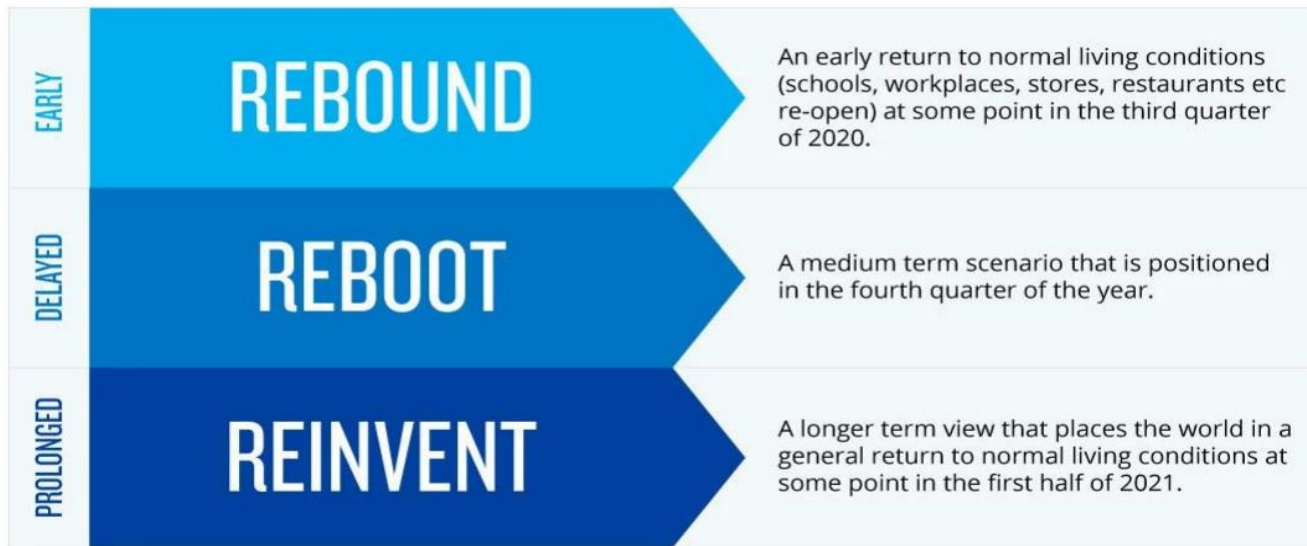 EARLY
REBOUND
An early return to normal living conditions
(schools, workplaces, stores, restaurants etc
re-open) at some point in the third quarter
of 2020.
DELAYED
REBOOT
A medium term scenario that is positioned
in the fourth quarter of the year.
PROLONGED
REINVENT
A longer term view that places the world in a
general return to normal living conditions at
some point in the first half of 2021.